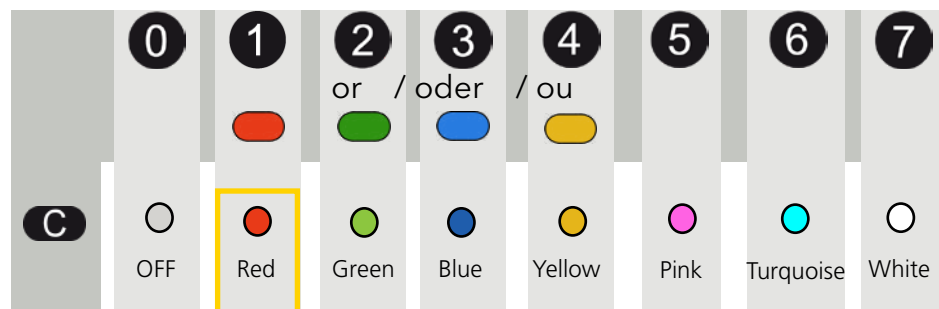 0 1 2 3 4 5 6 7
or / oder / ou
C
OFF Red Green Blue Yellow Pink Turquoise White